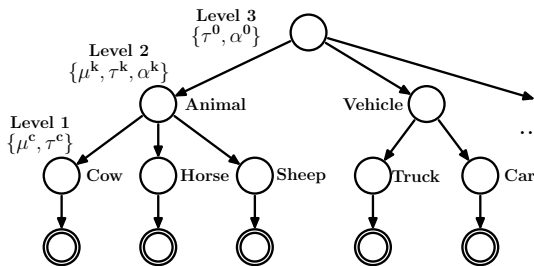 Level 3
{τ⁰, α⁰}
Level 2
{μᵏ, τᵏ, αᵏ}
Animal
Vehicle
Level 1
{μᶜ, τᶜ}
..
Cow
Horse
Sheep
Truck
Car